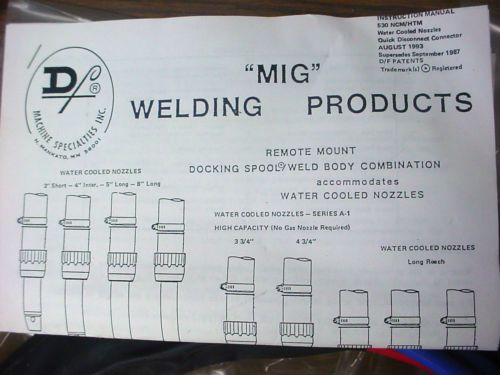 INSTRUCTION MANUAL
530 NCM/HTM
Water Cooled Nozzles
Quick Disconnect Connector
AUGUST 1993
Supersedes September 1987
D/F PATENTS
Trademark(s) R Registered
D/F®
MACHINE SPECIALTIES INC.
N. MANKATO, MN 56001
"MIG"
WELDING PRODUCTS
REMOTE MOUNT
DOCKING SPOOL®/WELD BODY COMBINATION
accommodates
WATER COOLED NOZZLES
WATER COOLED NOZZLES
2" Short – 4" Inter. – 5" Long – 8" Long
WATER COOLED NOZZLES – SERIES A-1
HIGH CAPACITY (No Gas Nozzle Required)
3 3/4" 4 3/4"
WATER COOLED NOZZLES
Long Reach